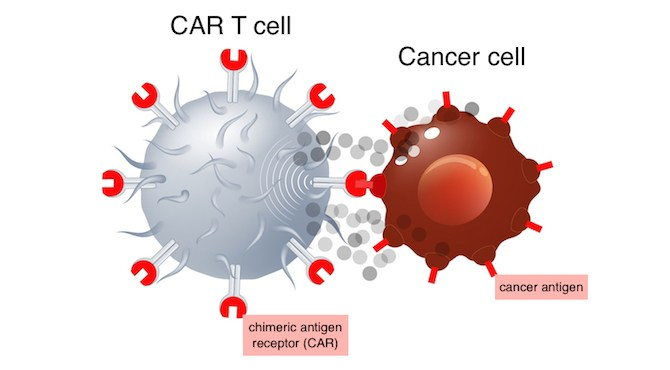 CAR T cell
Cancer cell
cancer antigen
chimeric antigen
receptor (CAR)